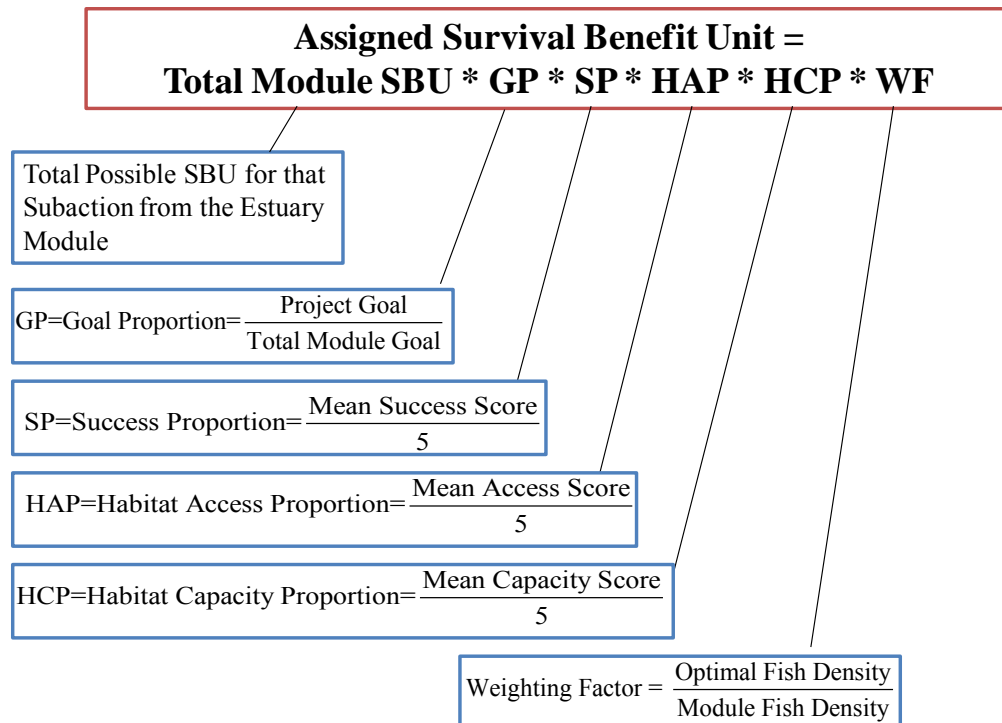 Assigned Survival Benefit Unit =
Total Module SBU * GP * SP * HAP * HCP * WF
Total Possible SBU for that
Subaction from the Estuary
Module
GP=Goal Proportion= Project Goal
Total Module Goal
SP=Success Proportion= Mean Success Score
5
HAP=Habitat Access Proportion= Mean Access Score
5
HCP=Habitat Capacity Proportion= Mean Capacity Score
5
Weighting Factor = Optimal Fish Density
Module Fish Density